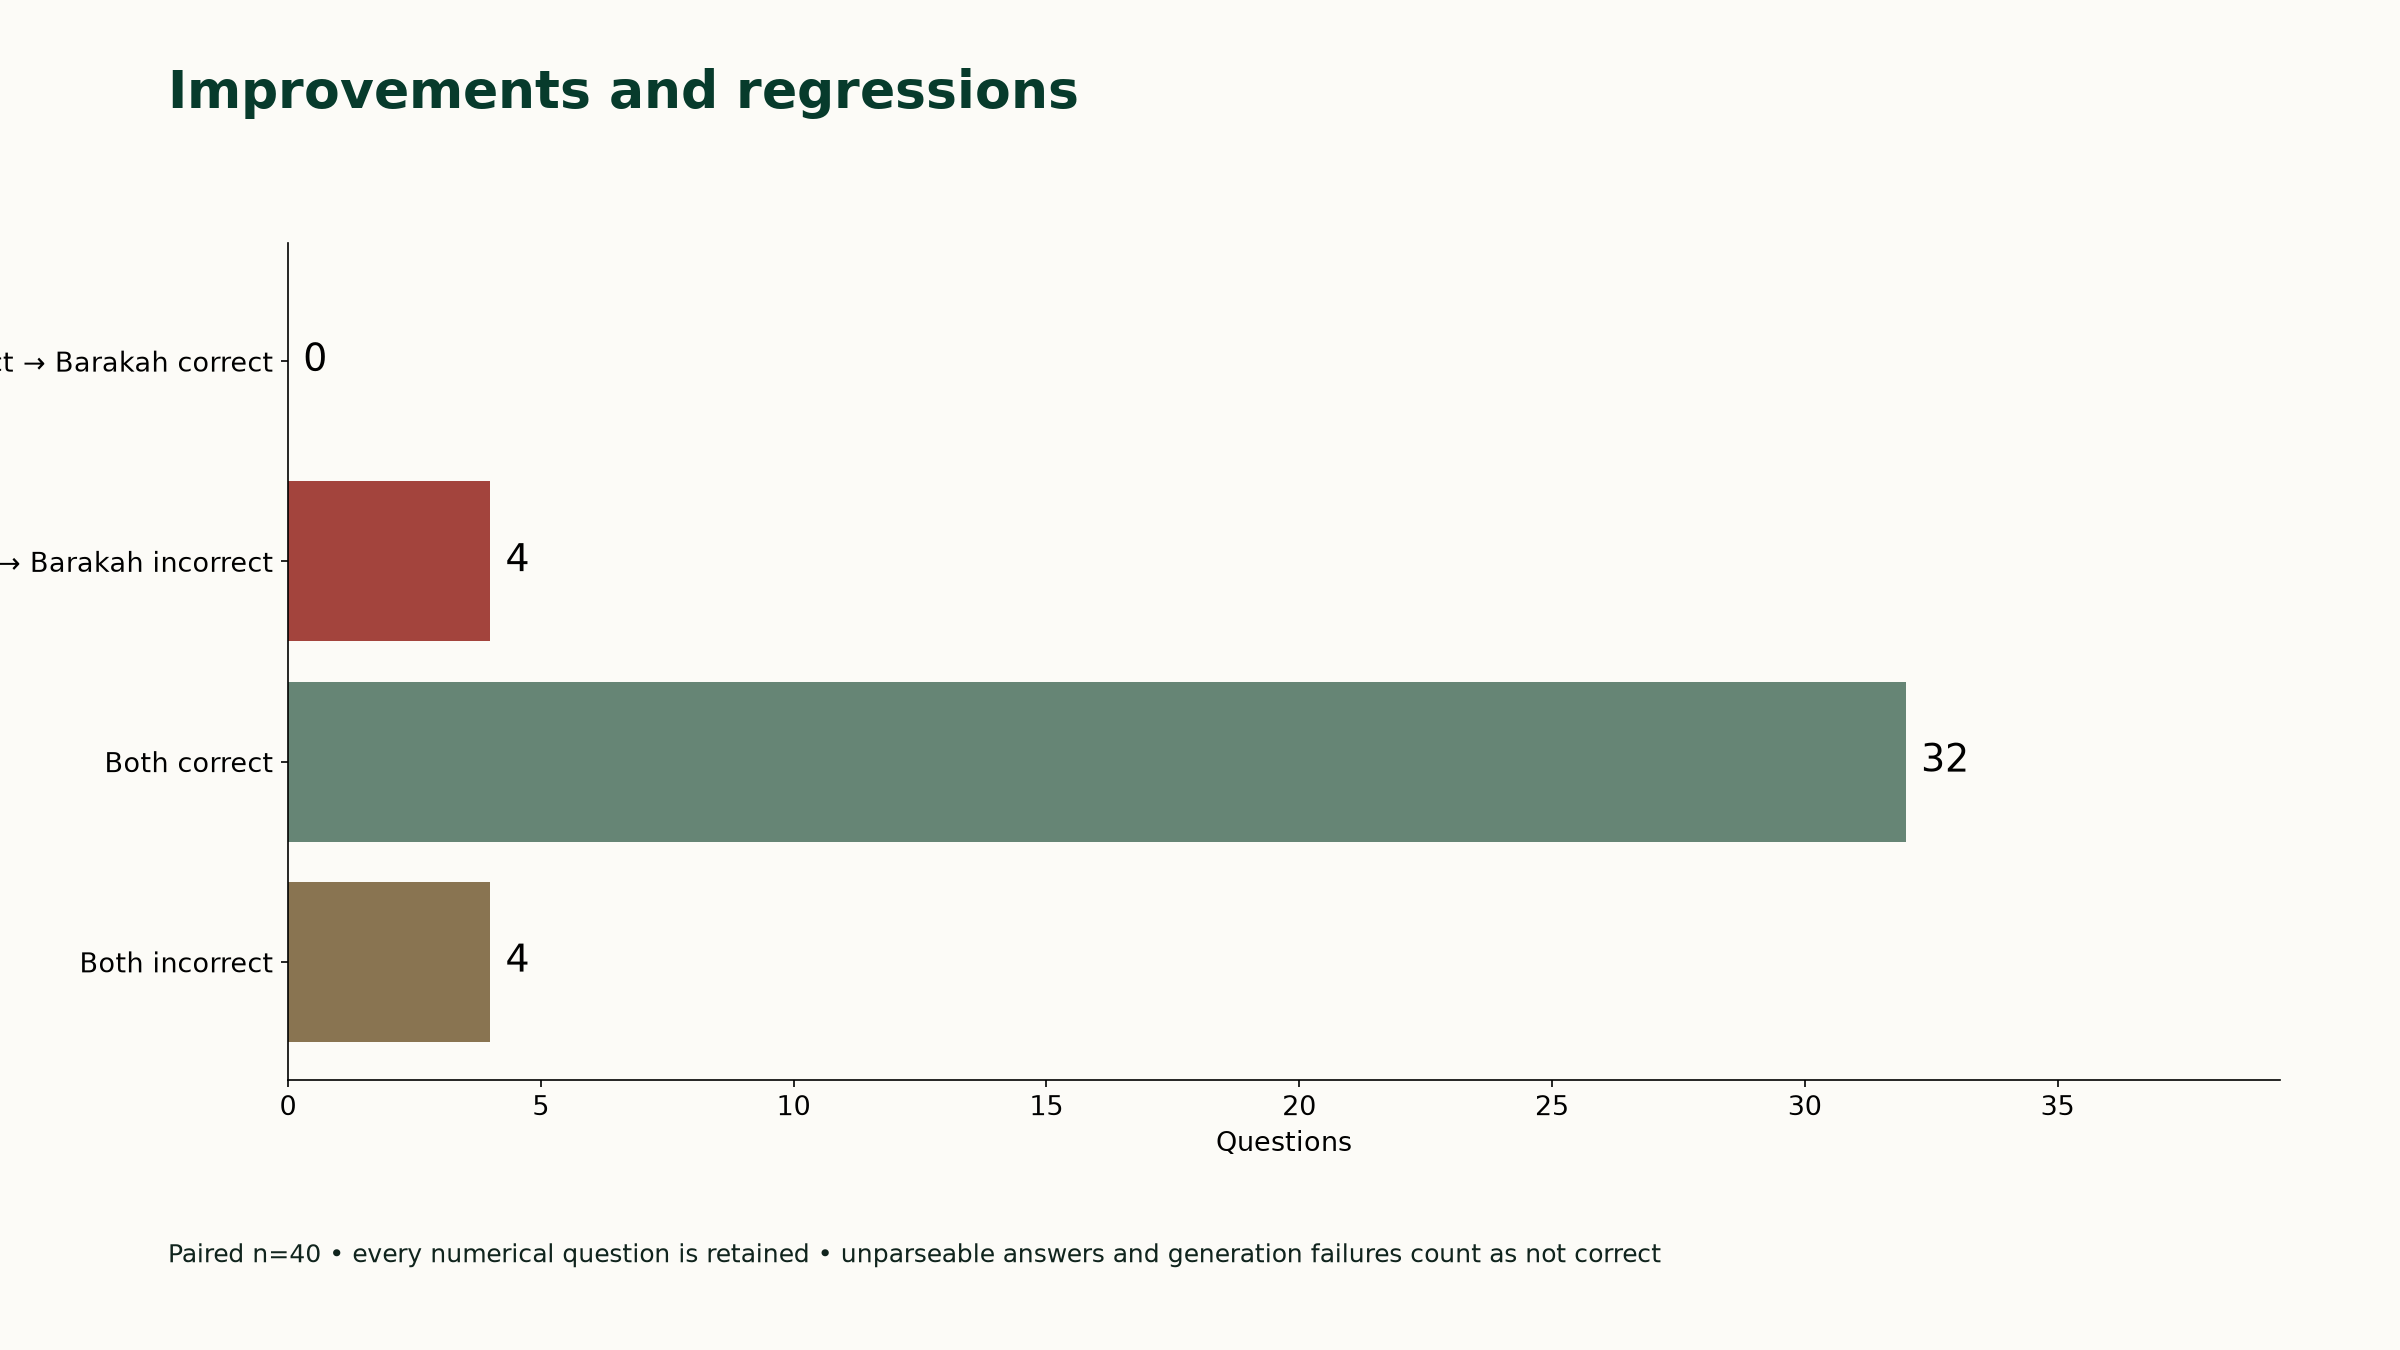 Improvements and regressions
→ Barakah correct
0
→ Barakah incorrect
4
Both correct
32
Both incorrect
4
0 5 10 15 20 25 30 35
Questions
Paired n=40 • every numerical question is retained • unparseable answers and generation failures count as not correct